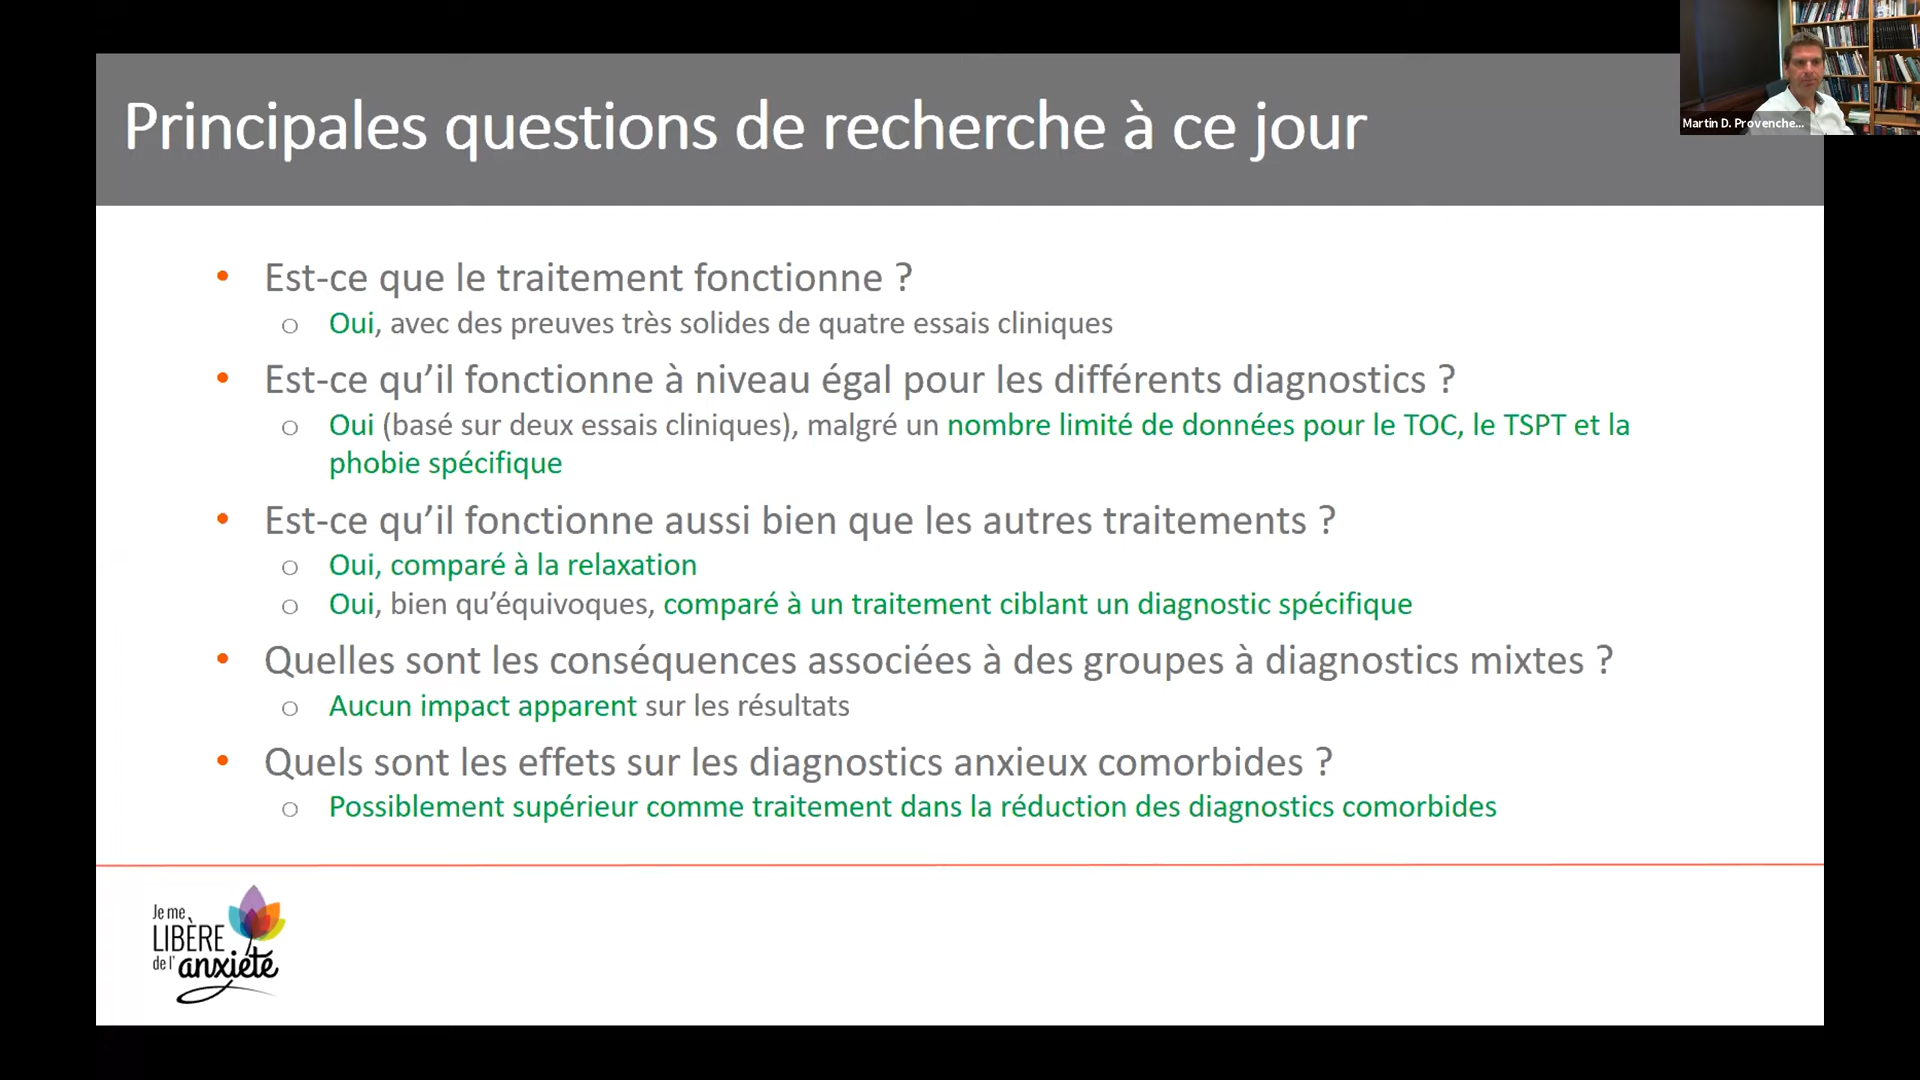 Principales questions de recherche à ce jour
Martin D. Provenche...
• Est-ce que le traitement fonctionne ?
o Oui, avec des preuves très solides de quatre essais cliniques
• Est-ce qu’il fonctionne à niveau égal pour les différents diagnostics ?
o Oui (basé sur deux essais cliniques), malgré un nombre limité de données pour le TOC, le TSPT et la
phobie spécifique
• Est-ce qu’il fonctionne aussi bien que les autres traitements ?
o Oui, comparé à la relaxation
o Oui, bien qu’équivoques, comparé à un traitement ciblant un diagnostic spécifique
• Quelles sont les conséquences associées à des groupes à diagnostics mixtes ?
o Aucun impact apparent sur les résultats
• Quels sont les effets sur les diagnostics anxieux comorbides ?
o Possiblement supérieur comme traitement dans la réduction des diagnostics comorbides
Je me
LIBÈRE
de l' anxiété